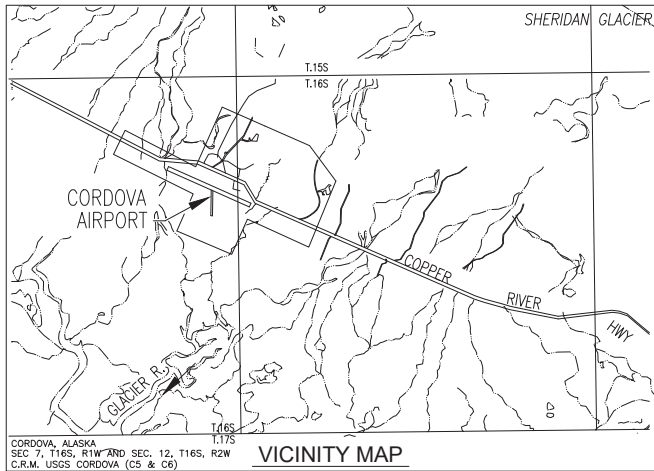 SHERIDAN GLACIER
T.15S
T.16S
CORDOVA
AIRPORT
COPPER RIVER HWY
GLACIER R.
T.16S
T.17S
CORDOVA, ALASKA
SEC 7, T16S, R1W AND SEC. 12, T16S, R2W
C.R.M. USGS CORDOVA (C5 & C6)
VICINITY MAP